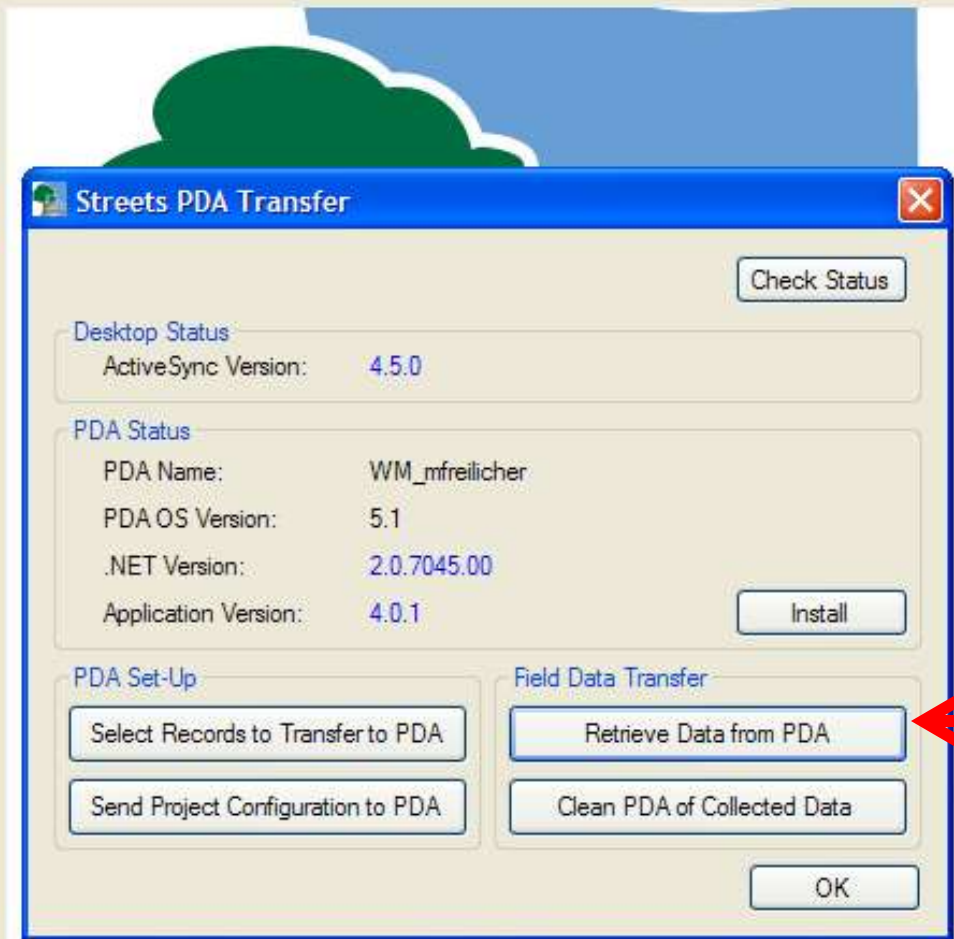 Streets PDA Transfer
Check Status
Desktop Status
ActiveSync Version: 4.5.0
PDA Status
PDA Name: WM_mfreilicher
PDA OS Version: 5.1
.NET Version: 2.0.7045.00
Application Version: 4.0.1
Install
PDA Set-Up
Select Records to Transfer to PDA
Send Project Configuration to PDA
Field Data Transfer
Retrieve Data from PDA
Clean PDA of Collected Data
OK